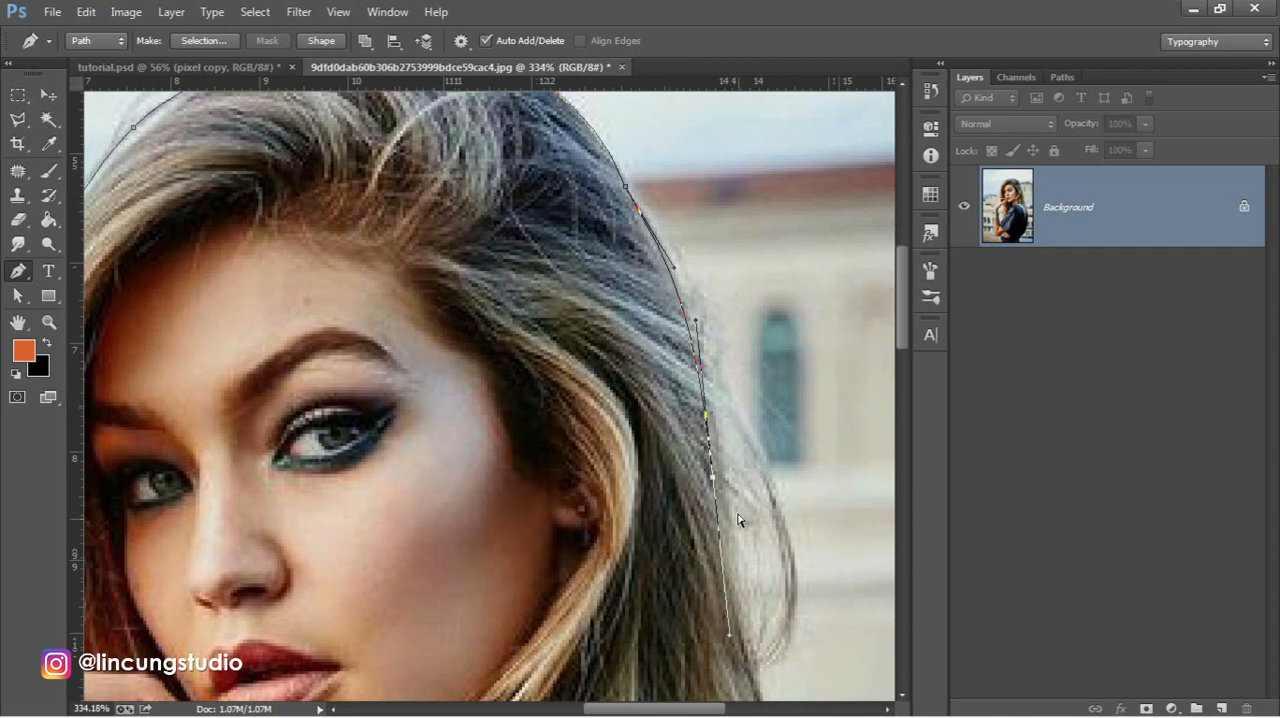 Ps File Edit Image Layer Type Select Filter View Window Help
Path Make: Selection... Mask Shape Auto Add/Delete Align Edges Typography
tutorial.psd @ 56% (pixel copy, RGB/8#) * × 9dfd0dab60b306b2753999bdce59cac4.jpg @ 334% (RGB/8#) * ×
Layers Channels Paths
Kind
Normal Opacity: 100%
Lock: Fill: 100%
Background
@lincungstudio
334.18% Doc: 1.07M/1.07M